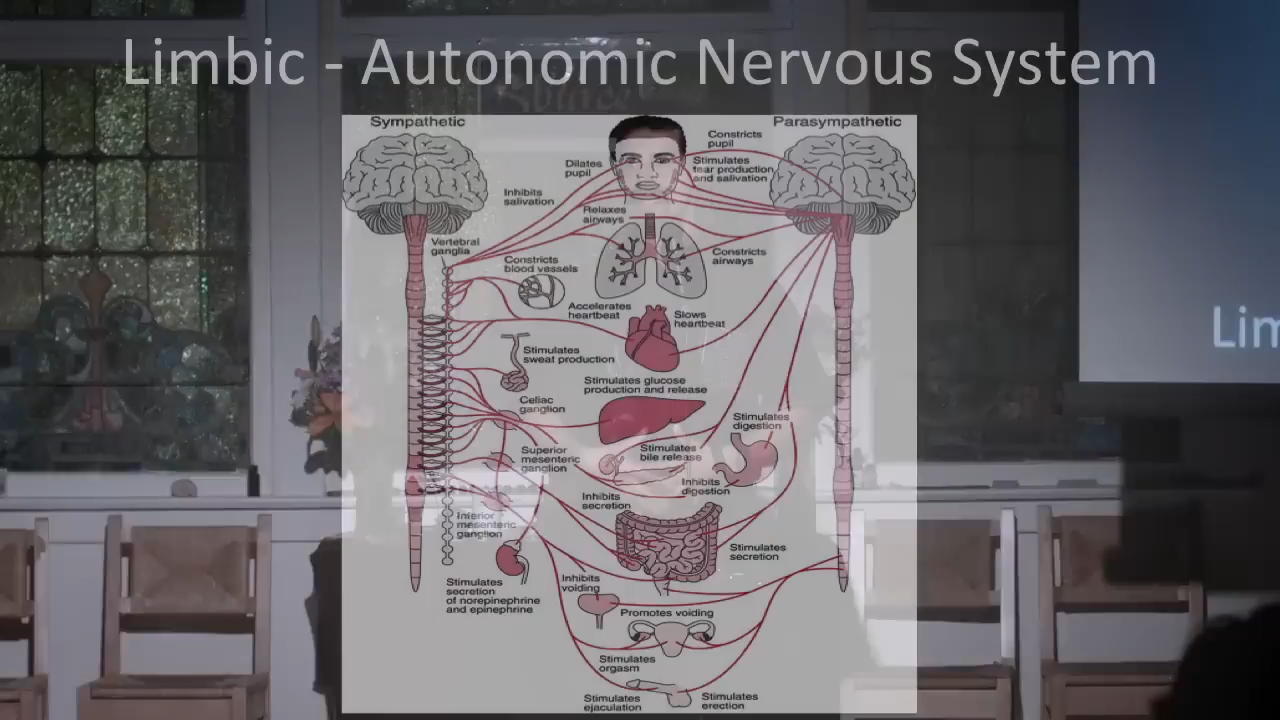 Limbic - Autonomic Nervous System
Sympathetic
Parasympathetic
Constricts
pupil
Dilates
pupil
Stimulates
tear production
and salivation
Inhibits
salivation
Relaxes
airways
Vertebral
ganglia
Constricts
airways
Constricts
blood vessels
Accelerates
heartbeat
Slows
heartbeat
Stimulates
sweat production
Stimulates glucose
production and release
Celiac
ganglion
Stimulates
digestion
Superior
mesenteric
ganglion
Stimulates
bile release
Inhibits
digestion
Inhibits
secretion
Inferior
mesenteric
ganglion
Stimulates
secretion
Stimulates
secretion
of norepinephrine
and epinephrine
Inhibits
voiding
Promotes voiding
Stimulates
orgasm
Stimulates
ejaculation
Stimulates
erection
Lim